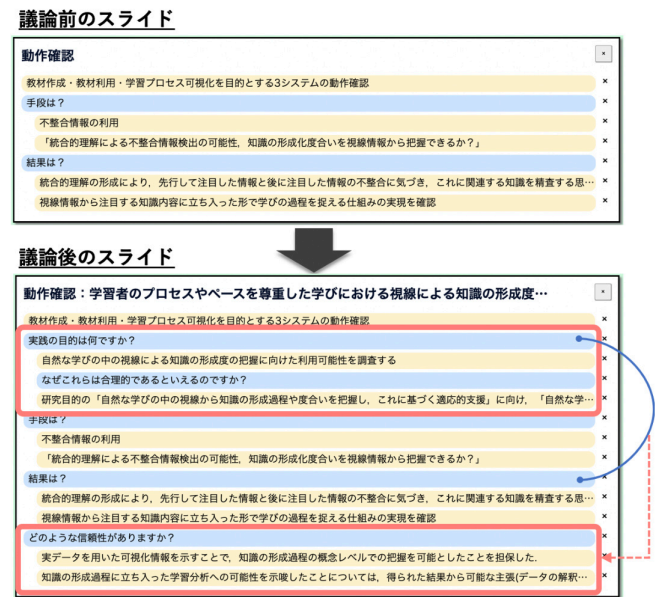 議論前のスライド
動作確認
教材作成・教材利用・学習プロセス可視化を目的とする3システムの動作確認
手段は？
不整合情報の利用
「統合的理解による不整合情報検出の可能性，知識の形成化度合いを視線情報から把握できるか？」
結果は？
統合的理解の形成により，先行して注目した情報と後に注目した情報の不整合に気づき，これに関連する知識を精査する思…
視線情報から注目する知識内容に立ち入った形で学びの過程を捉える仕組みの実現を確認
議論後のスライド
動作確認：学習者のプロセスやペースを尊重した学びにおける視線による知識の形成度…
教材作成・教材利用・学習プロセス可視化を目的とする3システムの動作確認
実践の目的は何ですか？
自然な学びの中の視線による知識の形成度の把握に向けた利用可能性を調査する
なぜこれらは合理的であるといえるのですか？
研究目的の「自然な学びの中の視線から知識の形成過程や度合いを把握し，これに基づく適応的支援」に向け，「自然な学…
手段は？
不整合情報の利用
「統合的理解による不整合情報検出の可能性，知識の形成化度合いを視線情報から把握できるか？」
結果は？
統合的理解の形成により，先行して注目した情報と後に注目した情報の不整合に気づき，これに関連する知識を精査する思…
視線情報から注目する知識内容に立ち入った形で学びの過程を捉える仕組みの実現を確認
どのような信頼性がありますか？
実データを用いた可視化情報を示すことで，知識の形成過程の概念レベルでの把握を可能としたことを担保した.
知識の形成過程に立ち入った学習分析への可能性を示唆したことについては，得られた結果から可能な主張(データの解釈…